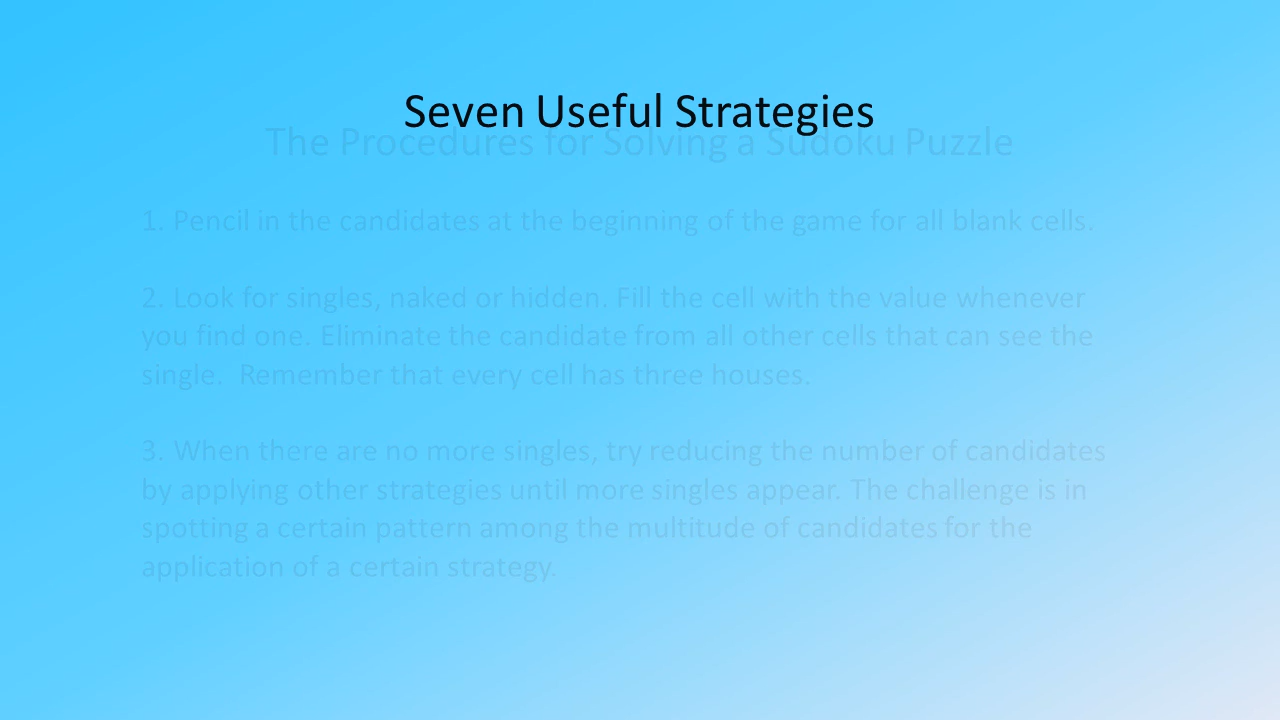 Seven Useful Strategies
The Procedures for Solving a Sudoku Puzzle
1. Pencil in the candidates at the beginning of the game for all blank cells.
2. Look for singles, naked or hidden. Fill the cell with the value whenever
you find one. Eliminate the candidate from all other cells that can see the
single.  Remember that every cell has three houses.
3. When there are no more singles, try reducing the number of candidates
by applying other strategies until more singles appear. The challenge is in
spotting a certain pattern among the multitude of candidates for the
application of a certain strategy.